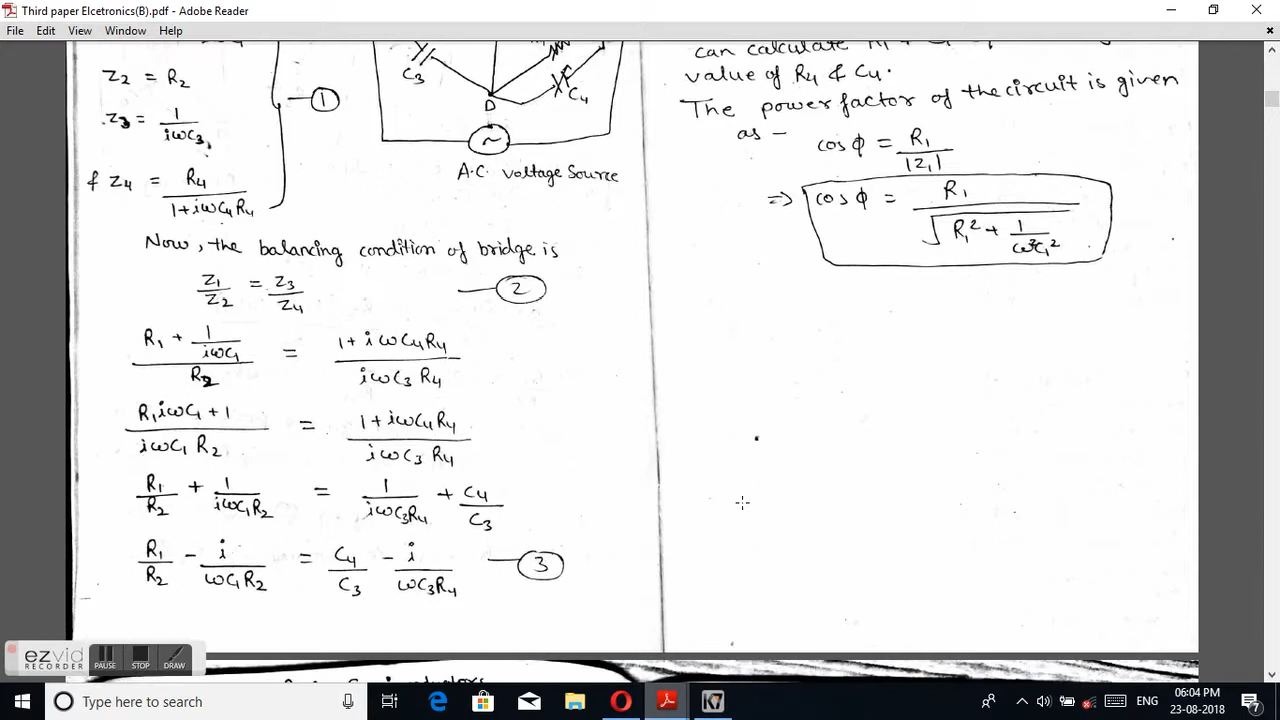 Third paper Elcetronics(B).pdf - Adobe Reader
File Edit View Window Help
C3
D
C4
~
A.C. voltage Source
Z2 = R2
Z3 = 1/iωC3,
& Z4 = R4/1+iωC4R4
1
Now, the balancing condition of bridge is
Z1/Z2 = Z3/Z4 — 2
R1 + 1/iωC1 / R2 = 1+iωC4R4 / iωC3R4
R1iωC1+1 / iωC1R2 = 1+iωC4R4 / iωC3R4
R1/R2 + 1/iωC1R2 = 1/iωC3R4 + C4/C3
R1/R2 - i/ωC1R2 = C4/C3 - i/ωC3R4 — 3
can calculate
value of R4 & C4.
The power factor of the circuit is given
as -
cos φ = R1/|Z1|
=> cos φ = R1/√R1² + 1/ω²C1²
ezvid
RECORDER
PAUSE
STOP
DRAW
Type here to search
ENG
06:04 PM
23-08-2018
7